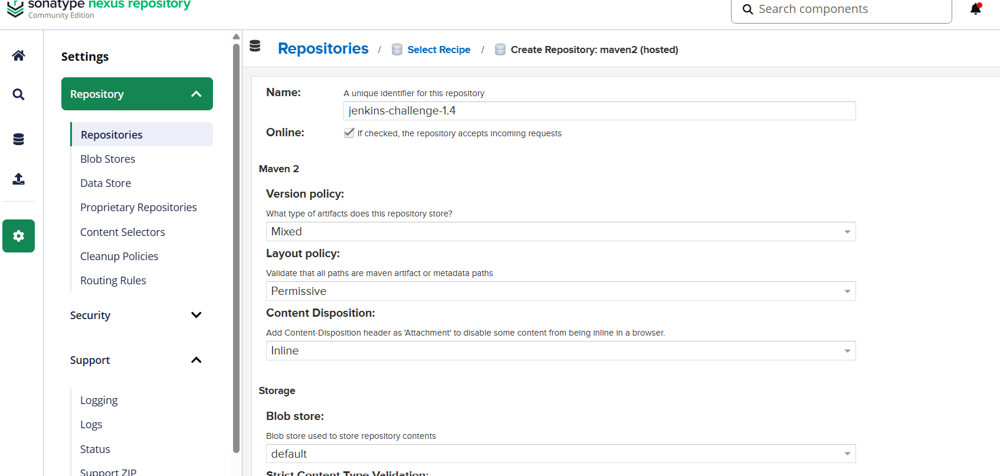 sonatype nexus repository
Community Edition
Search components
Settings
Repository
Repositories
Blob Stores
Data Store
Proprietary Repositories
Content Selectors
Cleanup Policies
Routing Rules
Security
Support
Logging
Logs
Status
Support ZIP
Repositories / Select Recipe / Create Repository: maven2 (hosted)
Name: A unique identifier for this repository
jenkins-challenge-1.4
Online: If checked, the repository accepts incoming requests
Maven 2
Version policy:
What type of artifacts does this repository store?
Mixed
Layout policy:
Validate that all paths are maven artifact or metadata paths
Permissive
Content Disposition:
Add Content-Disposition header as 'Attachment' to disable some content from being inline in a browser.
Inline
Storage
Blob store:
Blob store used to store repository contents
default
Strict Content Type Validation: